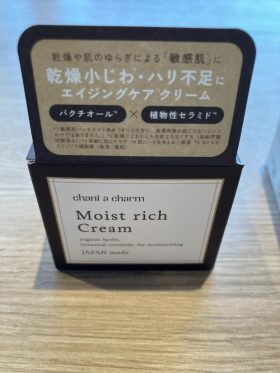 乾燥や肌のゆらぎによる「敏感肌」に
乾燥小じわ・ハリ不足に
エイジングケア クリーム
バクチオール × 植物性セラミド
chant a charm
Moist rich
Cream
organic herbs,
botanical ceramide, for moisturizing.
JAPAN made